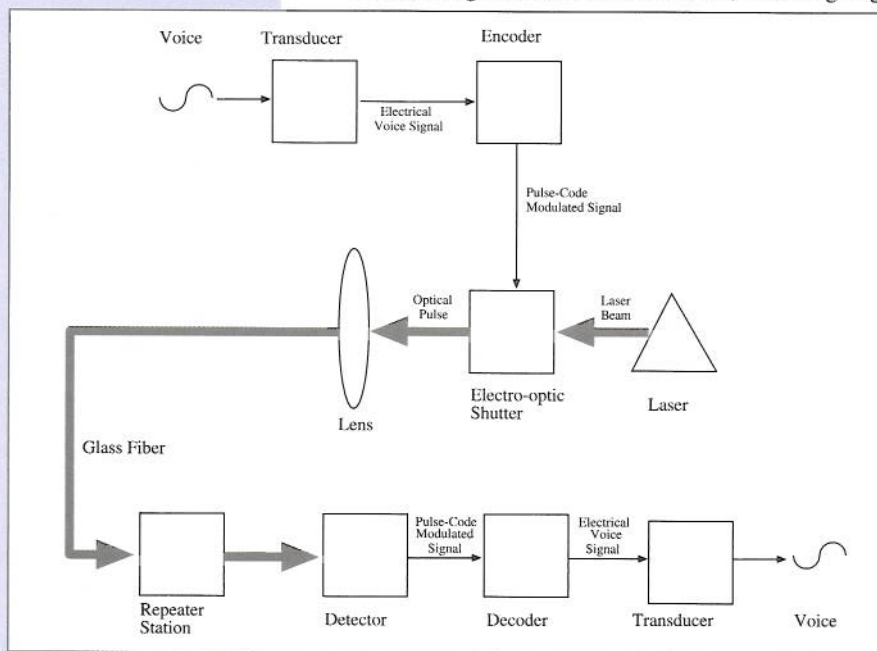 Voice
Transducer
Encoder
Electrical
Voice Signal
Pulse-Code
Modulated Signal
Optical
Pulse
Laser
Beam
Electro-optic
Shutter
Laser
Lens
Glass Fiber
Pulse-Code
Modulated
Signal
Electrical
Voice
Signal
Repeater
Station
Detector
Decoder
Transducer
Voice